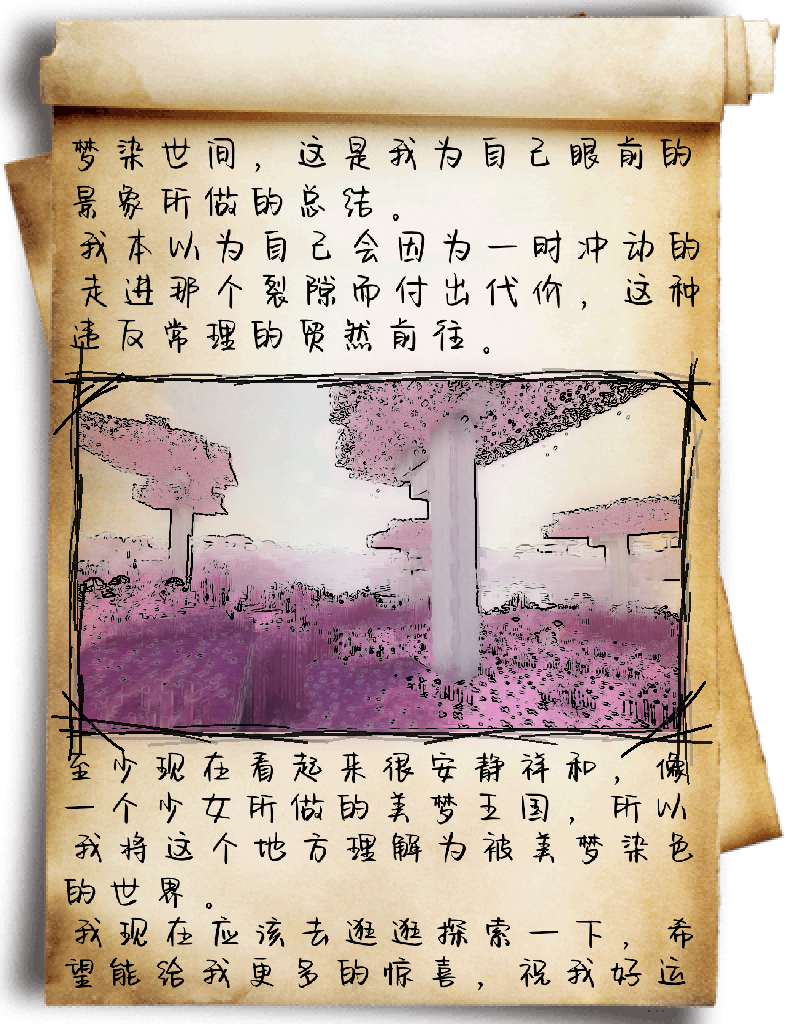 梦染世间，这是我为自己眼前的
景象所做的总结。
我本以为自己会因为一时冲动的
走进那个裂隙而付出代价，这种
违反常理的贸然前往。
至少现在看起来很安静祥和，像
一个少女所做的美梦王国，所以
我将这个地方理解为被美梦染色
的世界。
我现在应该去逛逛探索一下，希
望能给我更多的惊喜，祝我好运
...